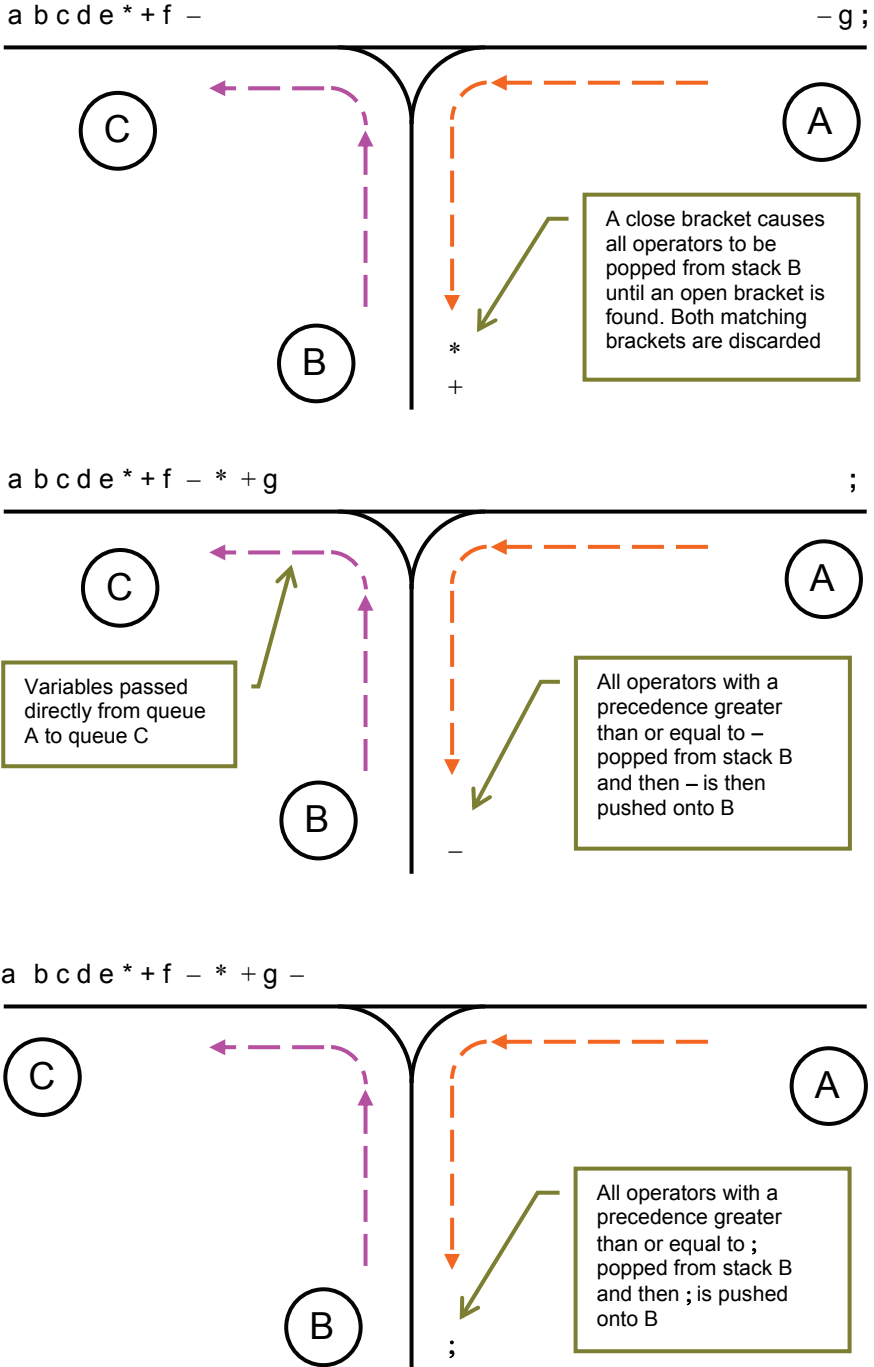 a b c d e * + f – – g ;
C
A
A close bracket causes
all operators to be
popped from stack B
until an open bracket is
found. Both matching
brackets are discarded
B
*
+
a b c d e * + f – * + g ;
C
A
Variables passed
directly from queue
A to queue C
All operators with a
precedence greater
than or equal to –
popped from stack B
and then – is then
pushed onto B
B
–
a b c d e * + f – * + g –
C
A
All operators with a
precedence greater
than or equal to ;
popped from stack B
and then ; is pushed
onto B
B
;